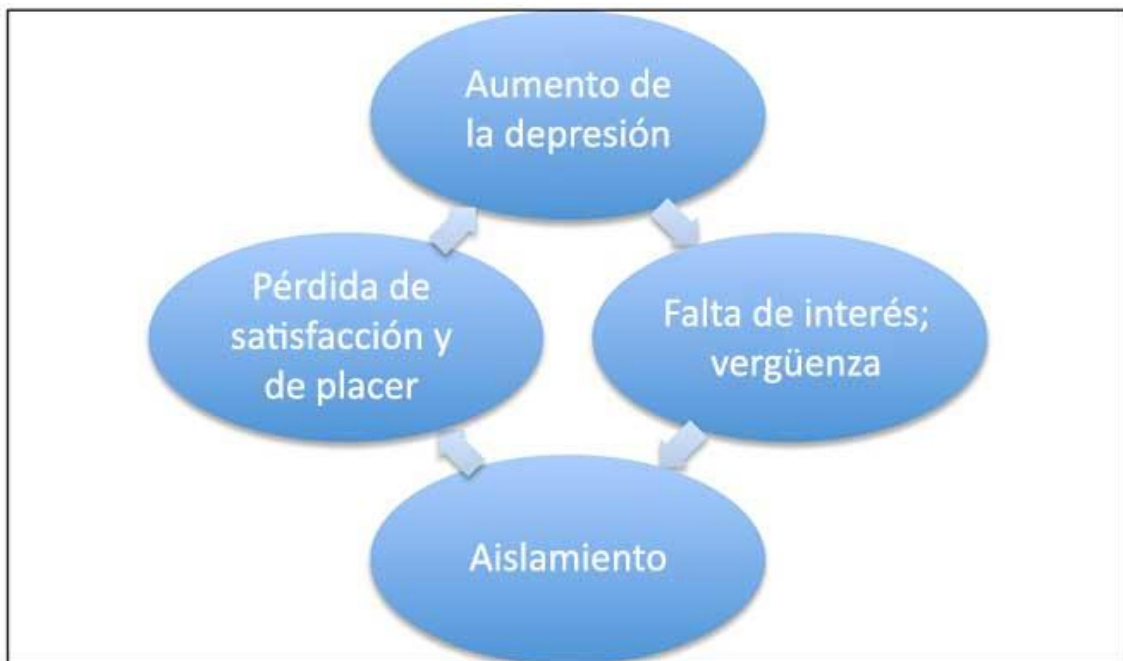 Aumento de
la depresión
Pérdida de
satisfacción y
de placer
Falta de interés;
vergüenza
Aislamiento